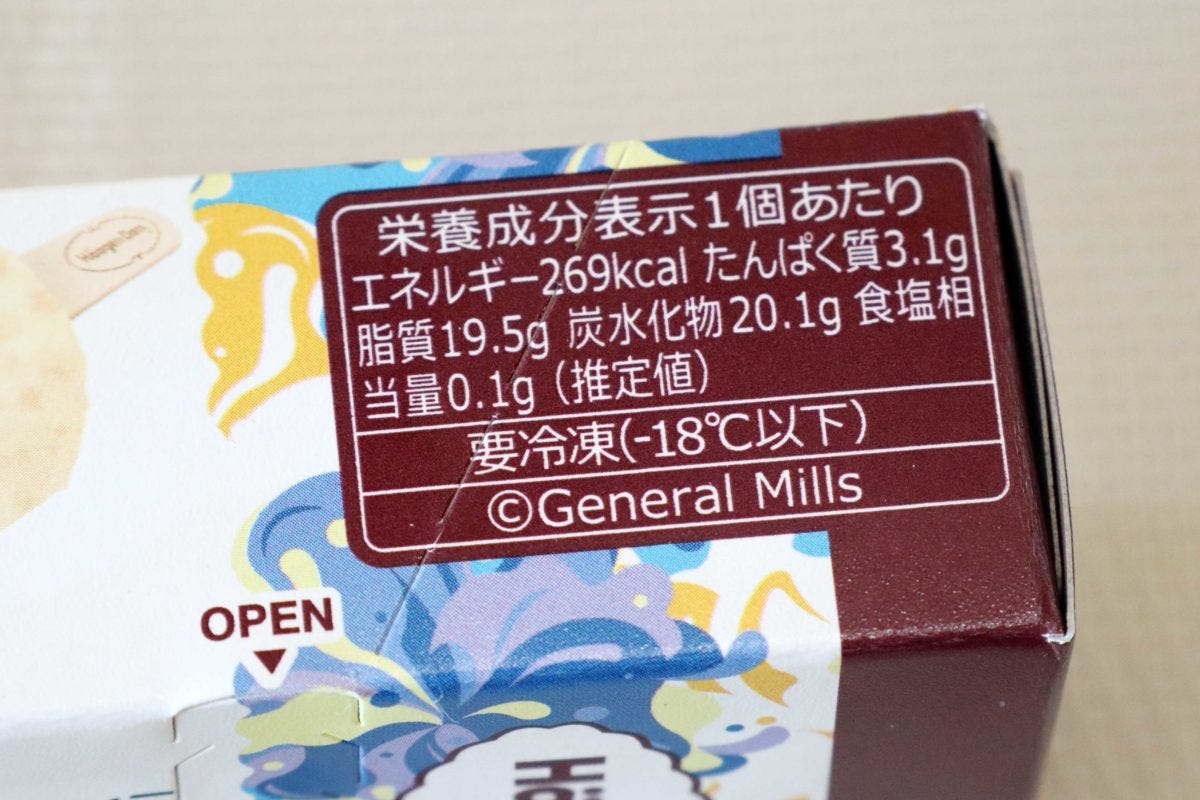 Häagen-Dazs
栄養成分表示1個あたり
エネルギー269kcal たんぱく質3.1g
脂質19.5g 炭水化物20.1g 食塩相
当量0.1g (推定値)
要冷凍(-18℃以下)
©General Mills
OPEN